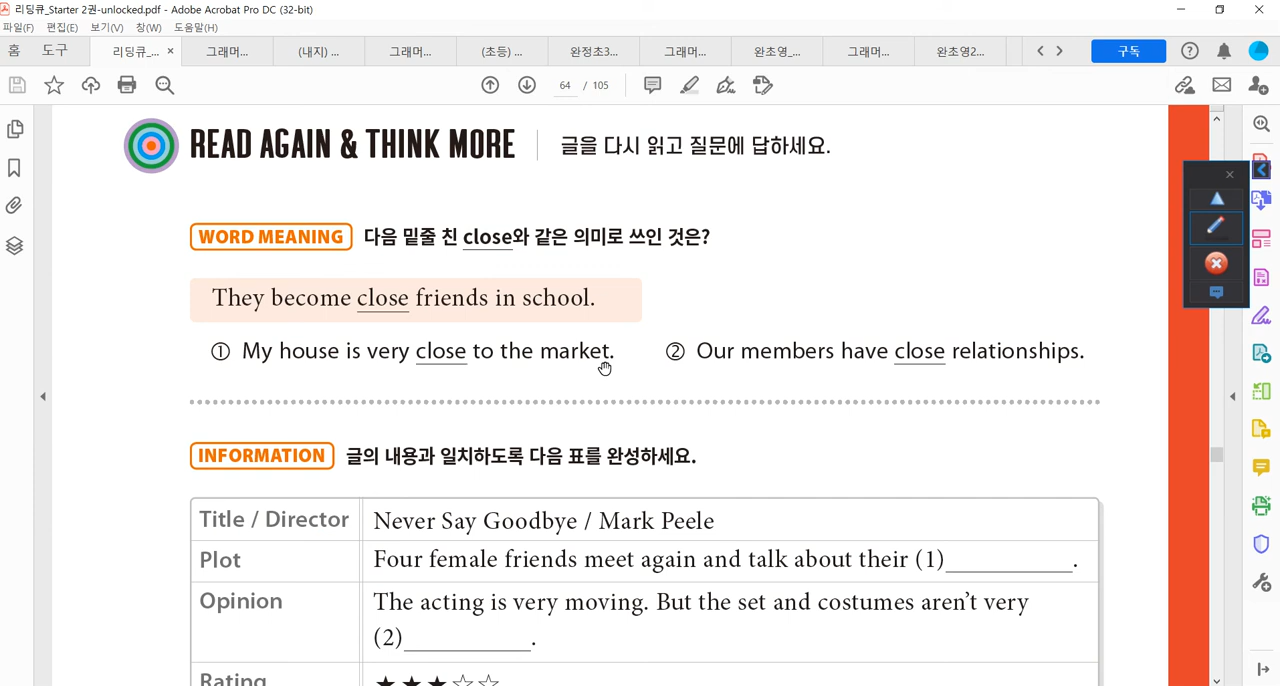 리딩큐_Starter 2권-unlocked.pdf - Adobe Acrobat Pro DC (32-bit)
파일(F) 편집(E) 보기(V) 창(W) 도움말(H)
홈 도구 리딩큐_... × 그래머... (내지) ... 그래머... (초등) ... 완정초3... 그래머... 완초영_... 그래머... 완초영2... 구독
64 / 105
READ AGAIN & THINK MORE 글을 다시 읽고 질문에 답하세요.
WORD MEANING 다음 밑줄 친 close와 같은 의미로 쓰인 것은?
They become close friends in school.
① My house is very close to the market. ② Our members have close relationships.
INFORMATION 글의 내용과 일치하도록 다음 표를 완성하세요.
Title / Director Never Say Goodbye / Mark Peele
Plot Four female friends meet again and talk about their (1)____________.
Opinion The acting is very moving. But the set and costumes aren't very
(2)____________.
Rating ★★★☆☆